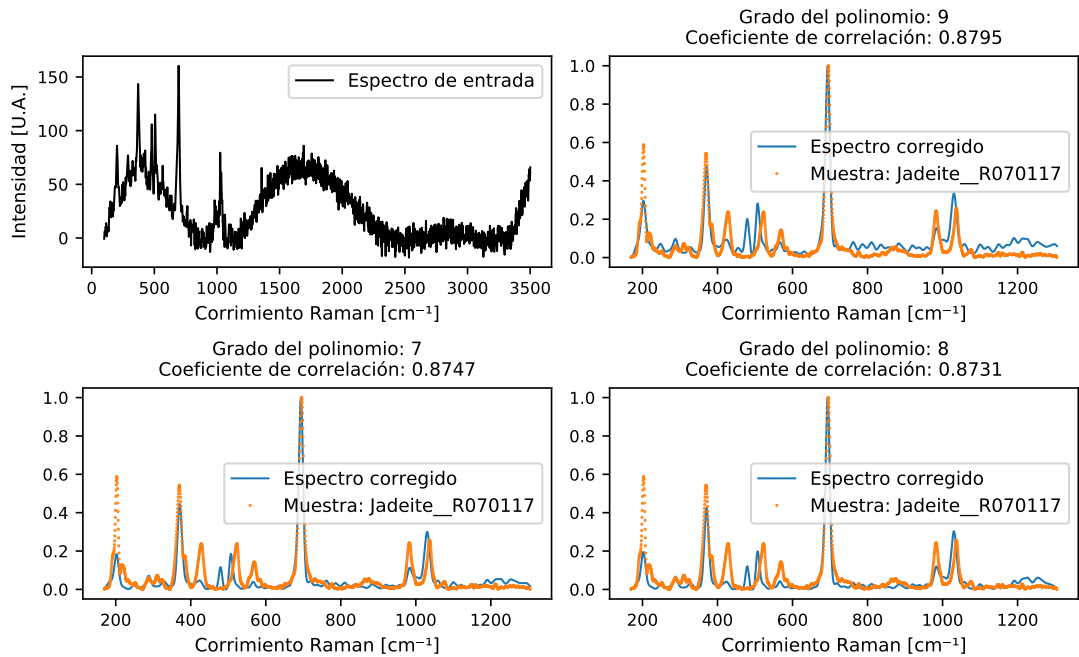 Espectro de entrada
Intensidad [U.A.]
150
100
50
0
0 500 1000 1500 2000 2500 3000 3500
Corrimiento Raman [cm⁻¹]
Grado del polinomio: 9
Coeficiente de correlación: 0.8795
Espectro corregido
Muestra: Jadeite__R070117
1.0
0.8
0.6
0.4
0.2
0.0
200 400 600 800 1000 1200
Corrimiento Raman [cm⁻¹]
Grado del polinomio: 7
Coeficiente de correlación: 0.8747
Espectro corregido
Muestra: Jadeite__R070117
1.0
0.8
0.6
0.4
0.2
0.0
200 400 600 800 1000 1200
Corrimiento Raman [cm⁻¹]
Grado del polinomio: 8
Coeficiente de correlación: 0.8731
Espectro corregido
Muestra: Jadeite__R070117
1.0
0.8
0.6
0.4
0.2
0.0
200 400 600 800 1000 1200
Corrimiento Raman [cm⁻¹]